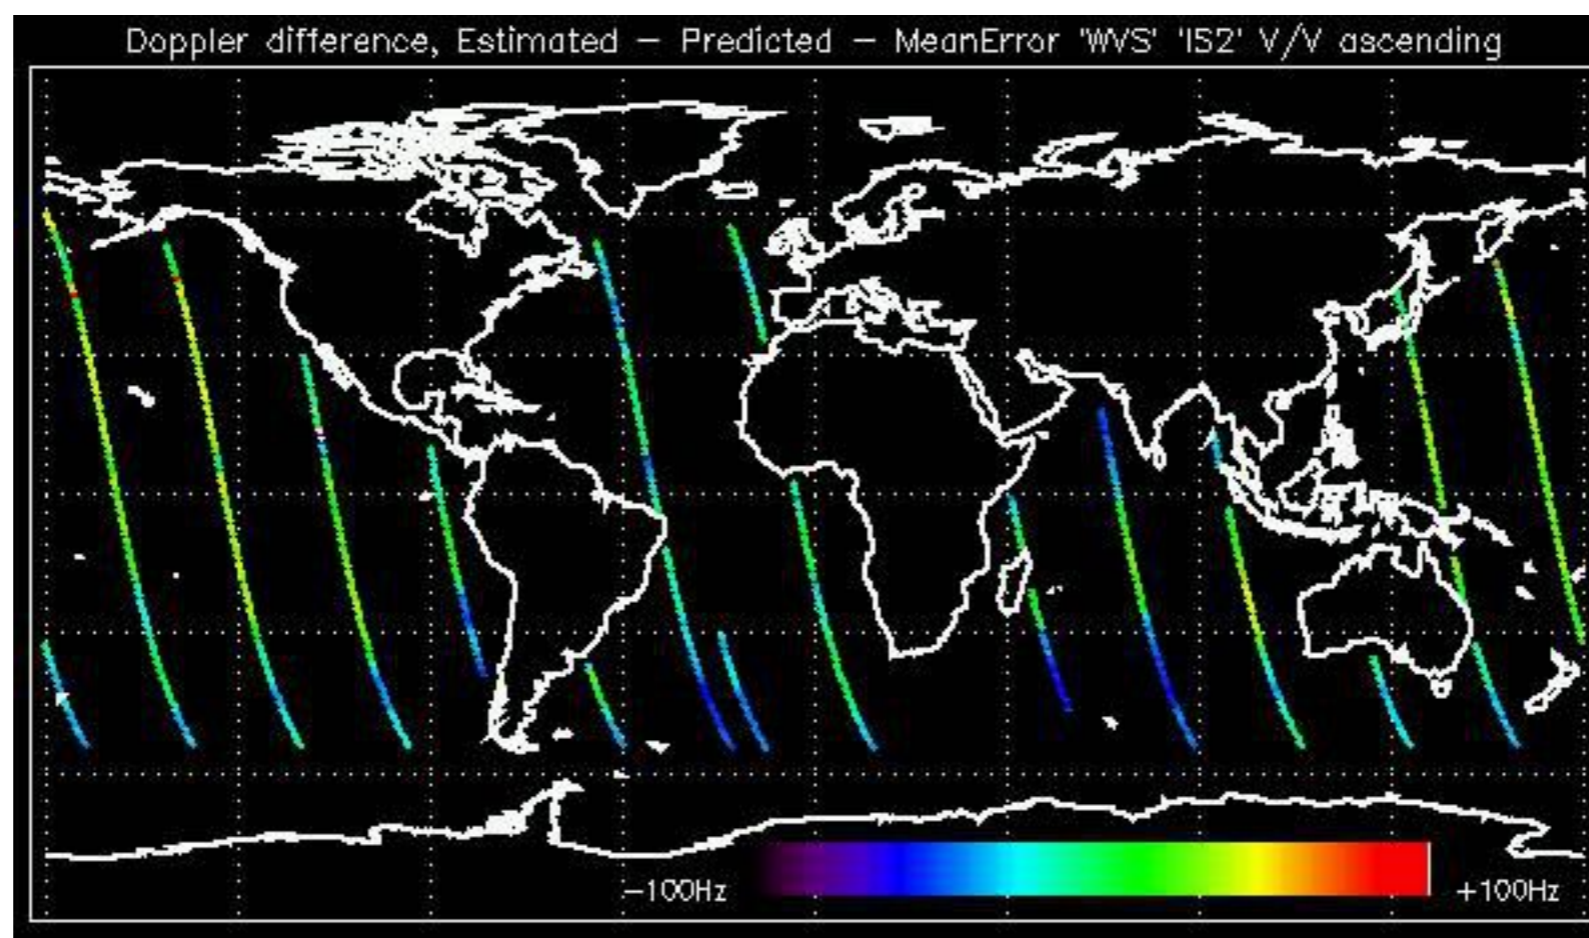 Doppler difference, Estimated – Predicted – MeanError 'WVS' 'IS2' V/V ascending
−100Hz
+100Hz